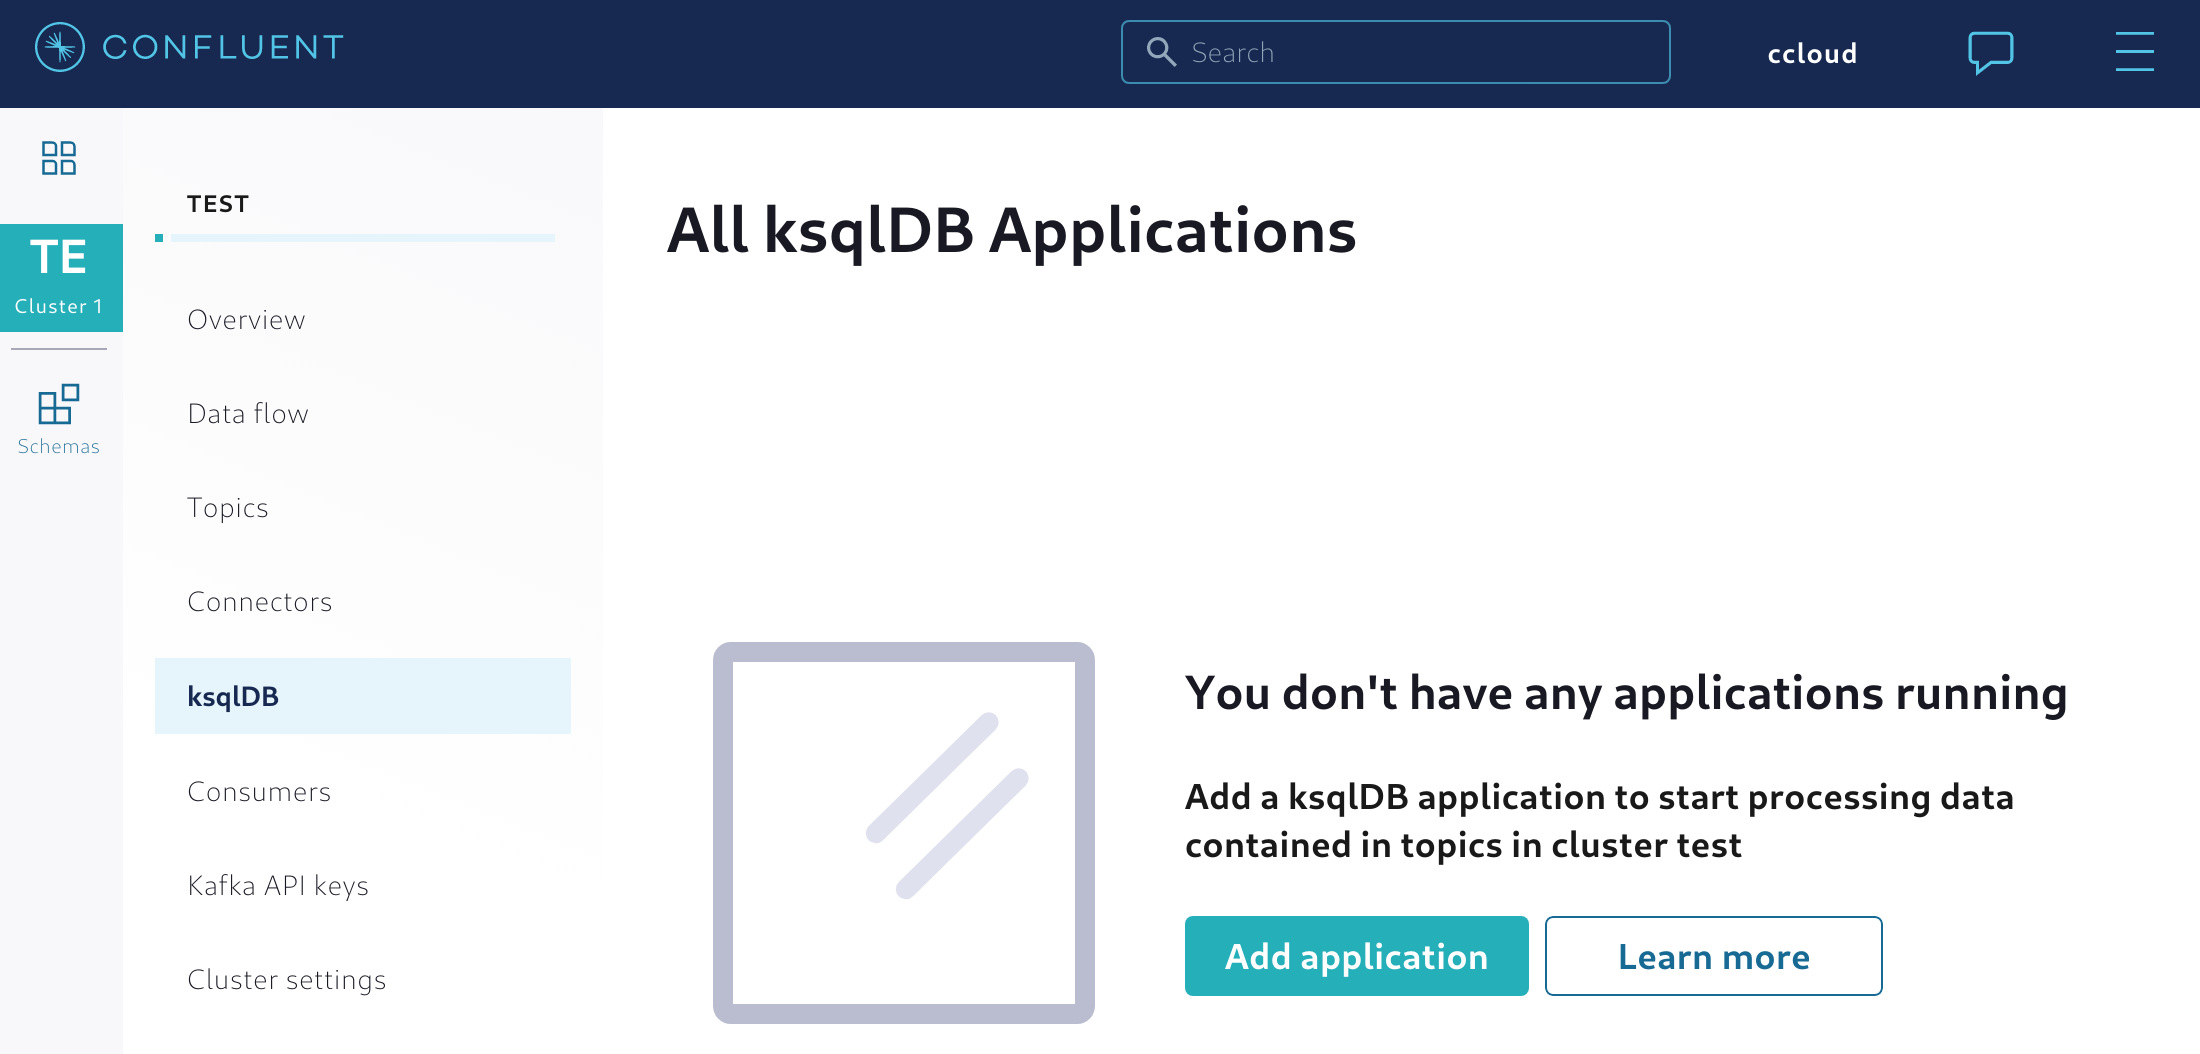 CONFLUENT
Search
ccloud
TE
Cluster 1
Schemas
TEST
Overview
Data flow
Topics
Connectors
ksqlDB
Consumers
Kafka API keys
Cluster settings
All ksqlDB Applications
You don't have any applications running
Add a ksqlDB application to start processing data
contained in topics in cluster test
Add application
Learn more